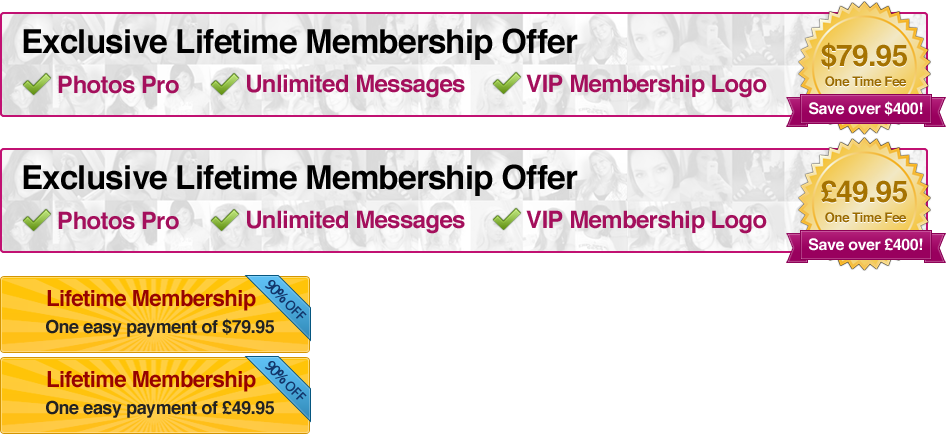 Exclusive Lifetime Membership Offer
Photos Pro
Unlimited Messages
VIP Membership Logo
$79.95
One Time Fee
Save over $400!
Exclusive Lifetime Membership Offer
Photos Pro
Unlimited Messages
VIP Membership Logo
£49.95
One Time Fee
Save over £400!
Lifetime Membership
One easy payment of $79.95
90% OFF
Lifetime Membership
One easy payment of £49.95
90% OFF